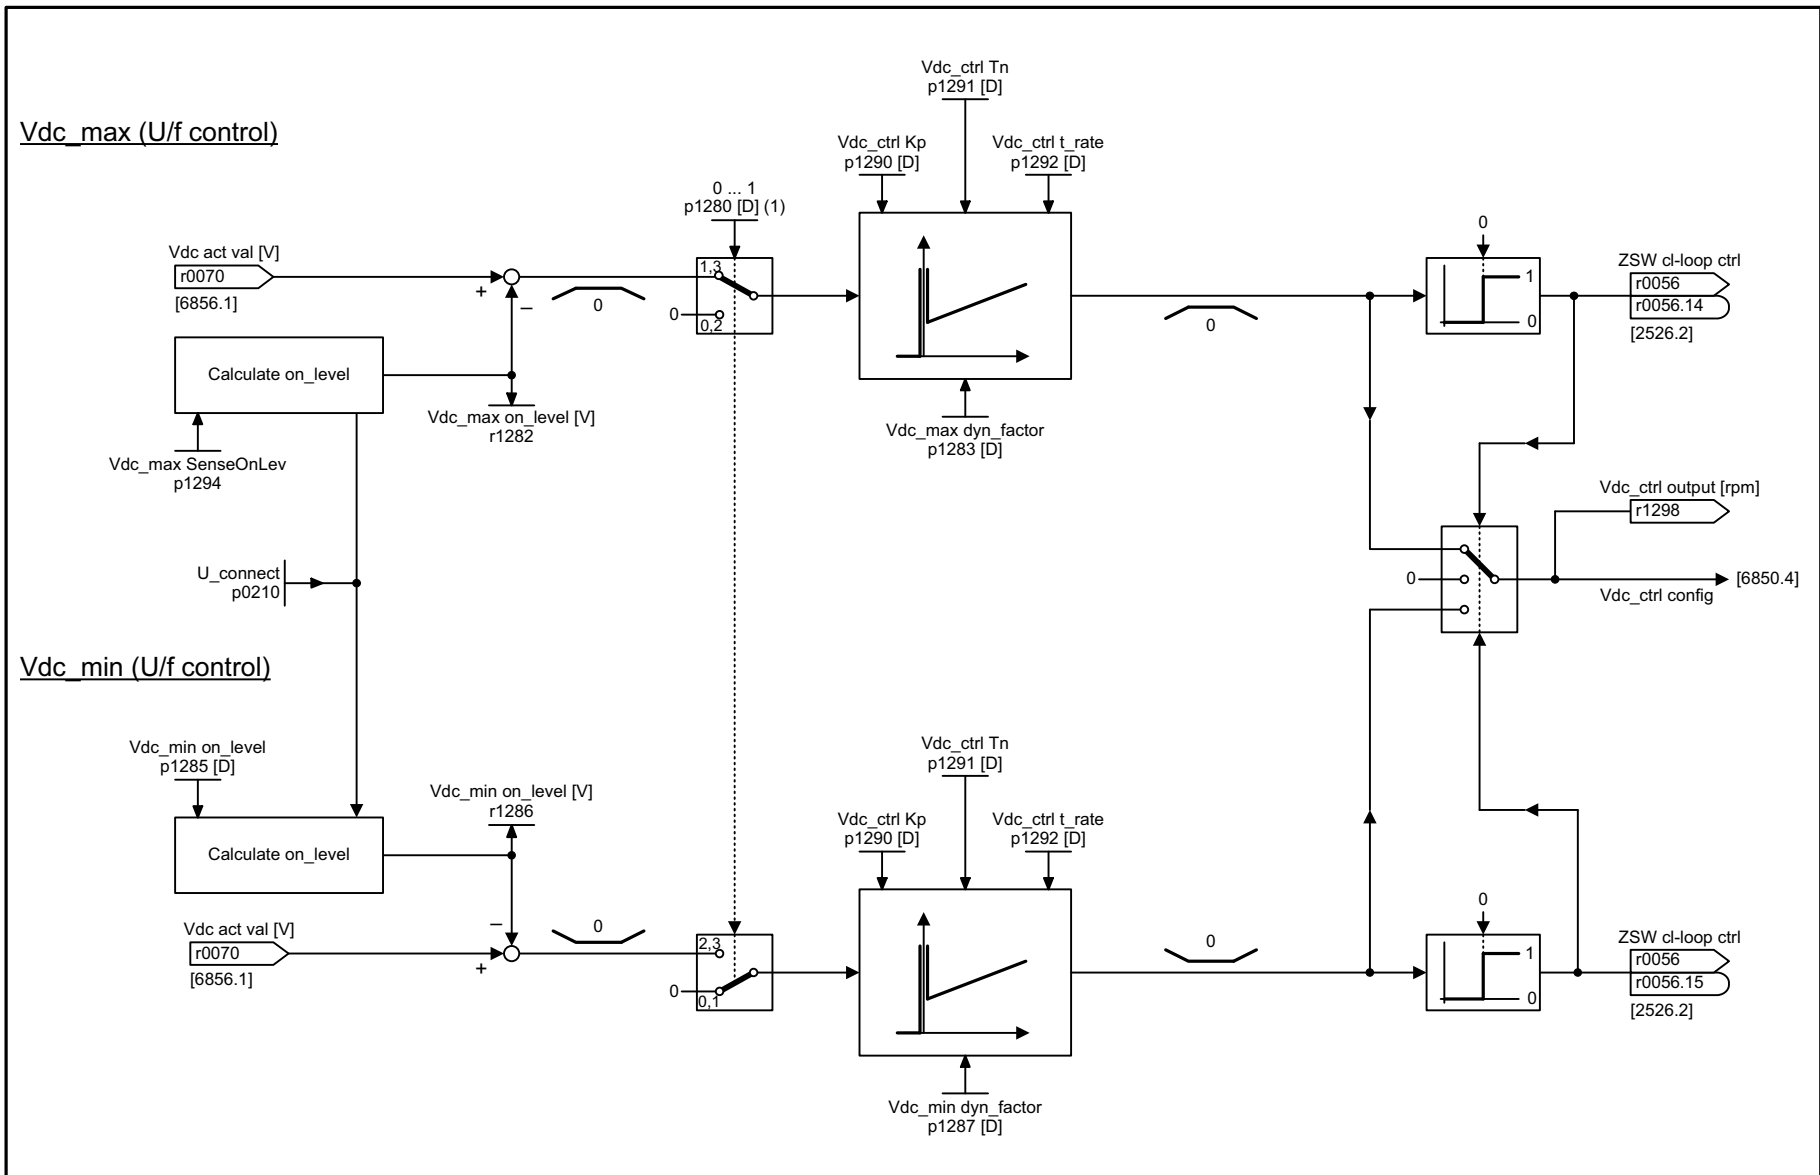 Vdc_max (U/f control)
Vdc_ctrl Tn
p1291 [D]
Vdc_ctrl Kp
p1290 [D]
Vdc_ctrl t_rate
p1292 [D]
0 ... 1
p1280 [D] (1)
Vdc act val [V]
r0070
[6856.1]
+
–
0
1,3
0
0,2
0
0
1
0
ZSW cl-loop ctrl
r0056
r0056.14
[2526.2]
Calculate on_level
Vdc_max on_level [V]
r1282
Vdc_max dyn_factor
p1283 [D]
Vdc_max SenseOnLev
p1294
Vdc_ctrl output [rpm]
r1298
U_connect
p0210
0
[6850.4]
Vdc_ctrl config
Vdc_min (U/f control)
Vdc_min on_level
p1285 [D]
Vdc_min on_level [V]
r1286
Vdc_ctrl Tn
p1291 [D]
Vdc_ctrl Kp
p1290 [D]
Vdc_ctrl t_rate
p1292 [D]
Calculate on_level
Vdc act val [V]
r0070
[6856.1]
–
+
0
2,3
0
0,1
0
0
1
0
ZSW cl-loop ctrl
r0056
r0056.15
[2526.2]
Vdc_min dyn_factor
p1287 [D]